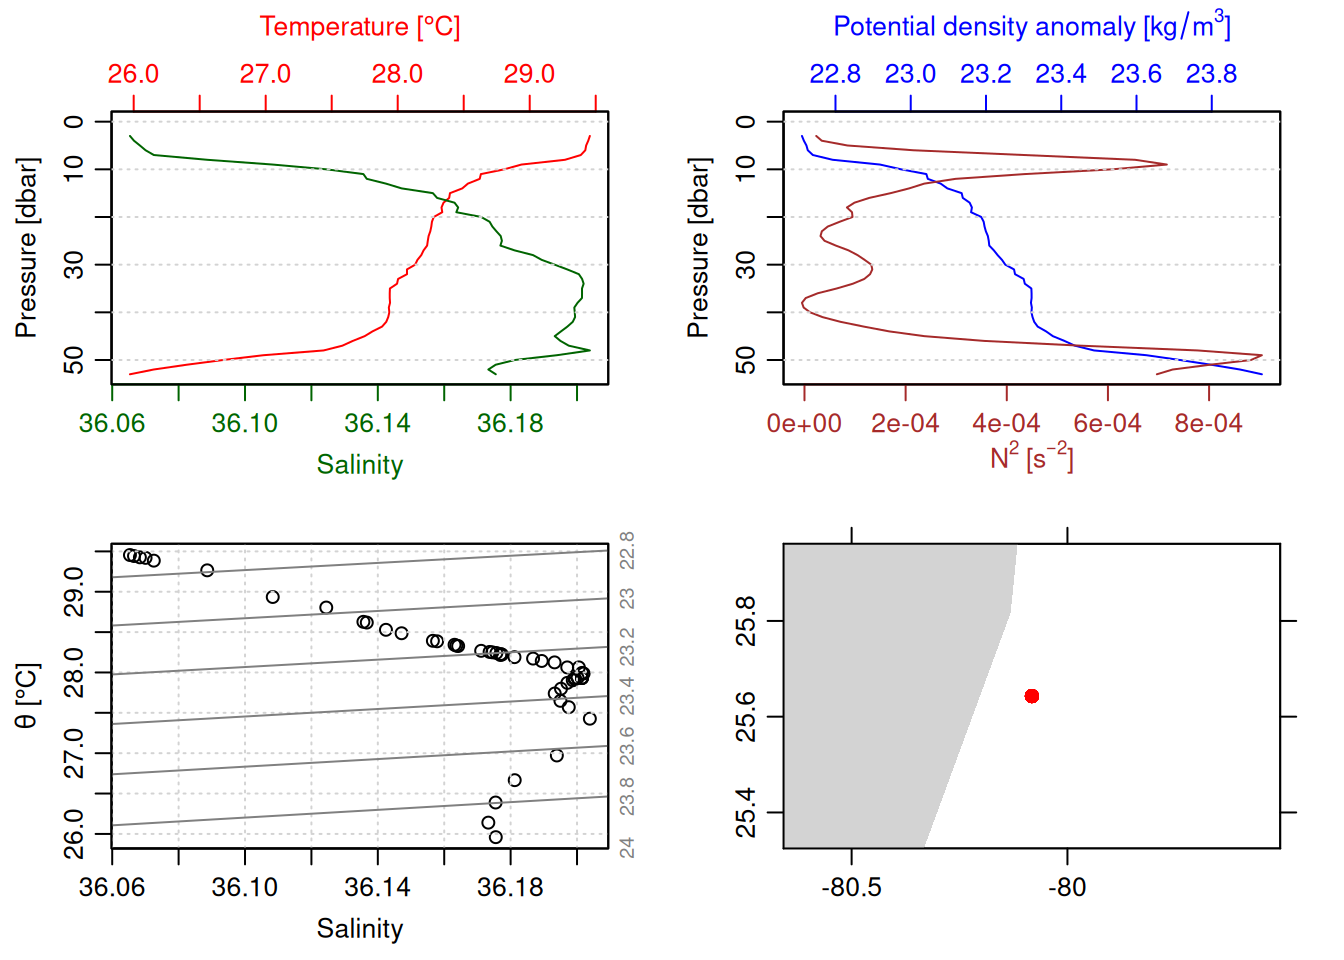 Temperature [°C]
26.0 27.0 28.0 29.0
Pressure [dbar]
0
10
30
50
36.06 36.10 36.14 36.18
Salinity
Potential density anomaly [kg/m³]
22.8 23.0 23.2 23.4 23.6 23.8
Pressure [dbar]
0
10
30
50
0e+00 2e-04 4e-04 6e-04 8e-04
N² [s⁻²]
θ [°C]
29.0
28.0
27.0
26.0
22.8
23
23.2
23.4
23.6
23.8
24
36.06 36.10 36.14 36.18
Salinity
25.8
25.6
25.4
-80.5 -80